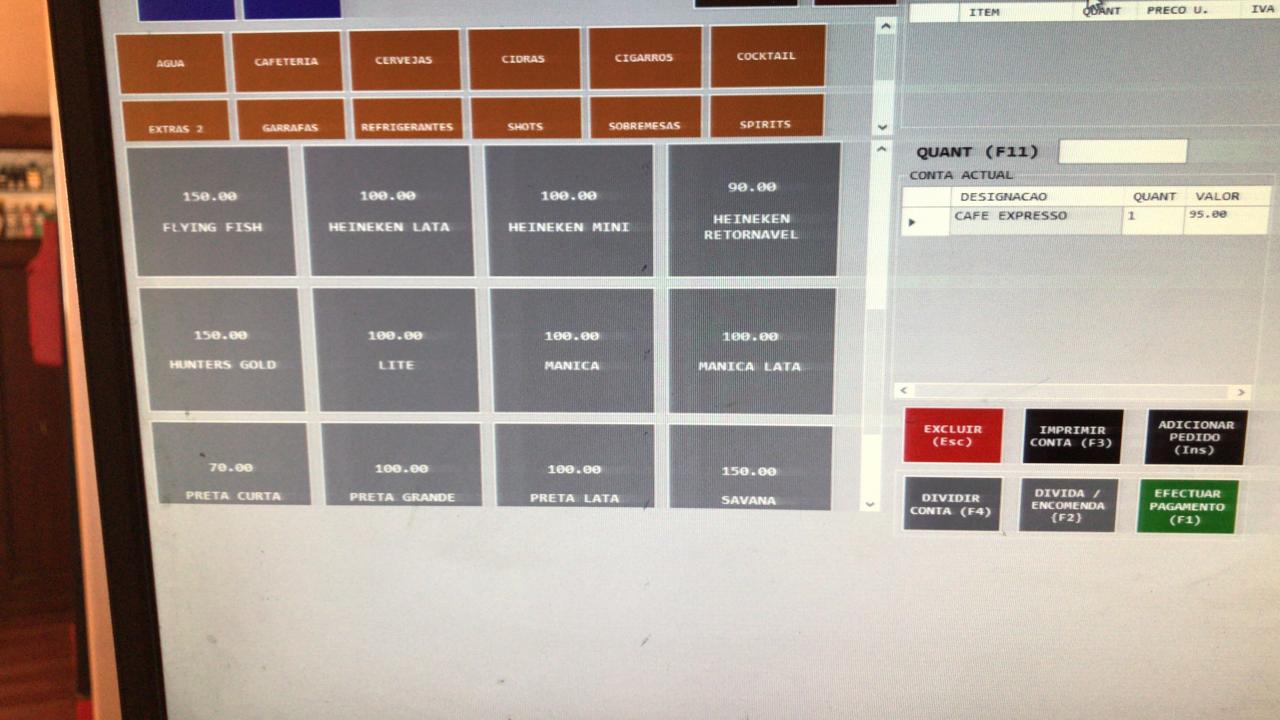 ITEM QUANT PRECO U. IVA
AGUA CAFETERIA CERVEJAS CIDRAS CIGARROS COCKTAIL
EXTRAS 2 GARRAFAS REFRIGERANTES SHOTS SOBREMESAS SPIRITS
150.00
FLYING FISH
100.00
HEINEKEN LATA
100.00
HEINEKEN MINI
90.00
HEINEKEN
RETORNAVEL
150.00
HUNTERS GOLD
100.00
LITE
100.00
MANICA
100.00
MANICA LATA
70.00
PRETA CURTA
100.00
PRETA GRANDE
100.00
PRETA LATA
150.00
SAVANA
QUANT (F11)
CONTA ACTUAL
DESIGNACAO QUANT VALOR
CAFE EXPRESSO 1 95.00
EXCLUIR
(Esc)
IMPRIMIR
CONTA (F3)
ADICIONAR
PEDIDO
(Ins)
DIVIDIR
CONTA (F4)
DIVIDA /
ENCOMENDA
(F2)
EFECTUAR
PAGAMENTO
(F1)